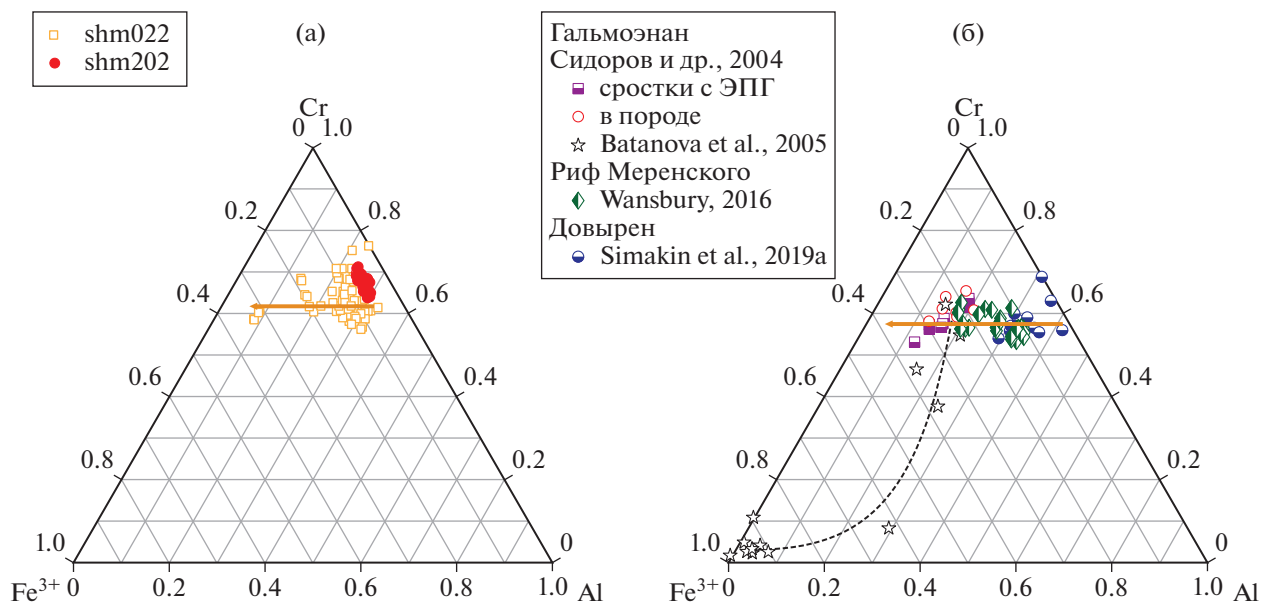 shm022
shm202
(а)
Cr
0 1.0
0.2 0.8
0.4 0.6
0.6 0.4
0.8 0.2
1.0 0
Fe3+ 0 0.2 0.4 0.6 0.8 1.0 Al
(б)
Гальмоэнан
Сидоров и др., 2004
сростки с ЭПГ
в породе
Batanova et al., 2005
Риф Меренского
Wansbury, 2016
Довырен
Simakin et al., 2019a
Cr
0 1.0
0.2 0.8
0.4 0.6
0.6 0.4
0.8 0.2
1.0 0
Fe3+ 0 0.2 0.4 0.6 0.8 1.0 Al